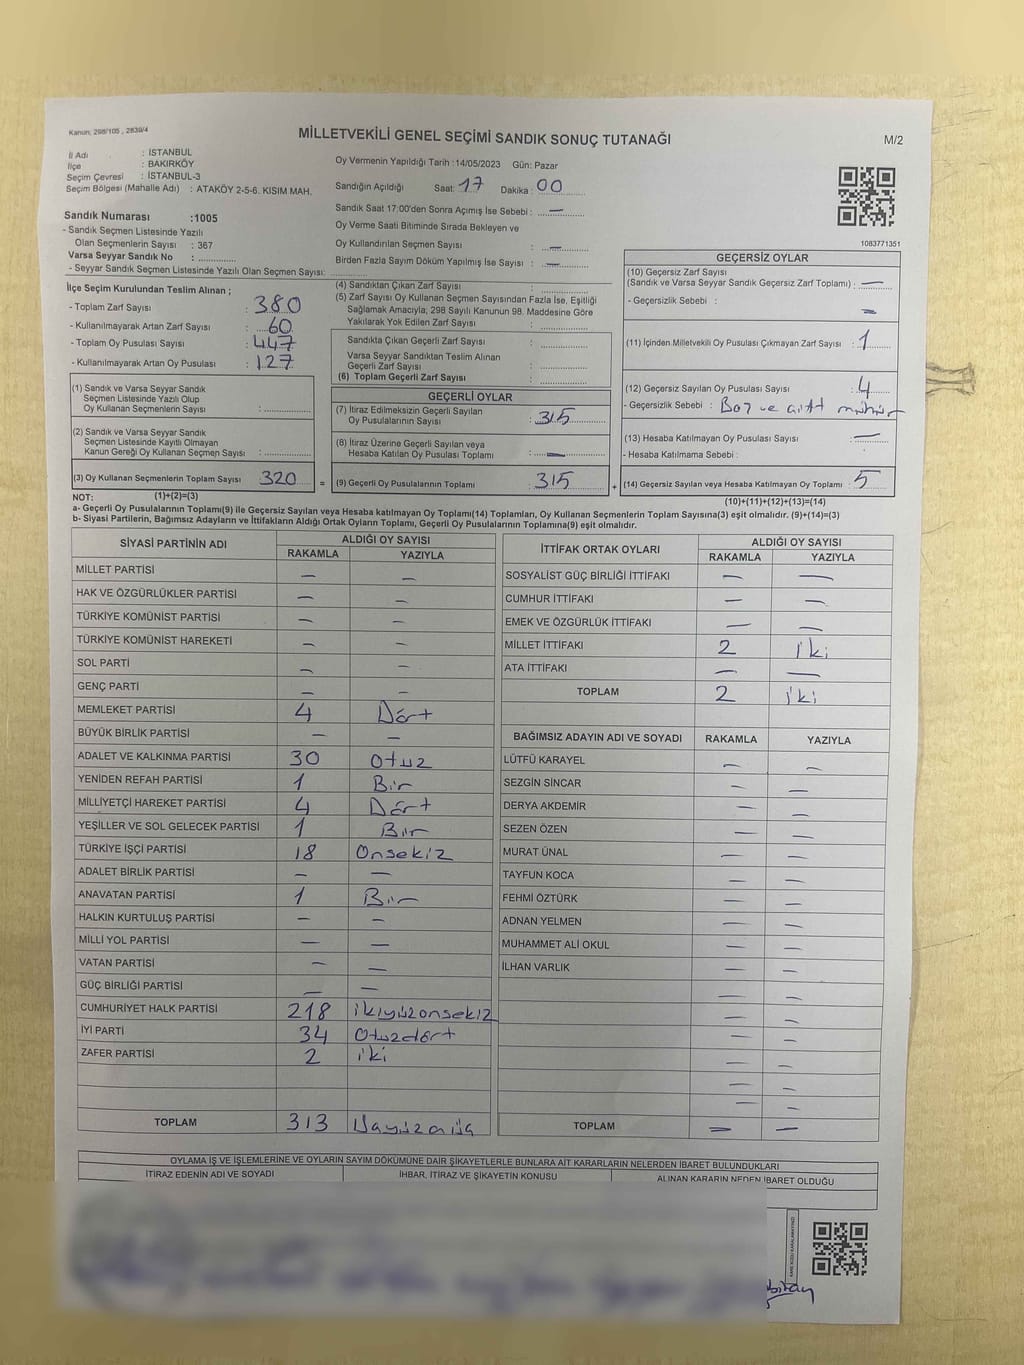 Kanun, 298/105 , 2839/4
MİLLETVEKİLİ GENEL SEÇİMİ SANDIK SONUÇ TUTANAĞI
M/2
İl Adı : İSTANBUL
İlçe : BAKIRKÖY
Seçim Çevresi : İSTANBUL-3
Seçim Bölgesi (Mahalle Adı) : ATAKÖY 2-5-6. KISIM MAH.
Sandık Numarası :1005
- Sandık Seçmen Listesinde Yazılı
Olan Seçmenlerin Sayısı : 367
Varsa Seyyar Sandık No :
- Seyyar Sandık Seçmen Listesinde Yazılı Olan Seçmen Sayısı:
Oy Vermenin Yapıldığı Tarih :14/05/2023 Gün: Pazar
Sandığın Açıldığı Saat: 17 Dakika : 00
Sandık Saat 17:00'den Sonra Açımış İse Sebebi : —
Oy Verme Saati Bitiminde Sırada Bekleyen ve
Oy Kullandırılan Seçmen Sayısı : —
Birden Fazla Sayım Döküm Yapılmış İse Sayısı : —
1083771351
İlçe Seçim Kurulundan Teslim Alınan ;
- Toplam Zarf Sayısı : 380
- Kullanılmayarak Artan Zarf Sayısı : 60
- Toplam Oy Pusulası Sayısı : 447
- Kullanılmayarak Artan Oy Pusulası : 127
(1) Sandık ve Varsa Seyyar Sandık
Seçmen Listesinde Yazılı Olup
Oy Kullanan Seçmenlerin Sayısı :
(2) Sandık ve Varsa Seyyar Sandık
Seçmen Listesinde Kayıtlı Olmayan
Kanun Gereği Oy Kullanan Seçmen Sayısı :
(3) Oy Kullanan Seçmenlerin Toplam Sayısı 320 =
(4) Sandıktan Çıkan Zarf Sayısı :
(5) Zarf Sayısı Oy Kullanan Seçmen Sayısından Fazla İse, Eşitliği
Sağlamak Amacıyla; 298 Sayılı Kanunun 98. Maddesine Göre
Yakılarak Yok Edilen Zarf Sayısı :
Sandıkta Çıkan Geçerli Zarf Sayısı :
Varsa Seyyar Sandıktan Teslim Alınan
Geçerli Zarf Sayısı :
(6) Toplam Geçerli Zarf Sayısı :
GEÇERLİ OYLAR
(7) İtiraz Edilmeksizin Geçerli Sayılan
Oy Pusulalarının Sayısı : 315
(8) İtiraz Üzerine Geçerli Sayılan veya
Hesaba Katılan Oy Pusulası Toplamı : —
(9) Geçerli Oy Pusulalarının Toplamı : 315 +
GEÇERSİZ OYLAR
(10) Geçersiz Zarf Sayısı
(Sandık ve Varsa Seyyar Sandık Geçersiz Zarf Toplamı) : —
- Geçersizlik Sebebi : —
(11) İçinden Milletvekili Oy Pusulası Çıkmayan Zarf Sayısı : 1
(12) Geçersiz Sayılan Oy Pusulası Sayısı : 4
- Geçersizlik Sebebi : Boş ve çift mühür
(13) Hesaba Katılmayan Oy Pusulası Sayısı : —
- Hesaba Katılmama Sebebi :
(14) Geçersiz Sayılan veya Hesaba Katılmayan Oy Toplamı : 5
NOT: (1)+(2)=(3) (10)+(11)+(12)+(13)=(14)
a- Geçerli Oy Pusulalarının Toplamı(9) ile Geçersiz Sayılan veya Hesaba katılmayan Oy Toplamı(14) Toplamları, Oy Kullanan Seçmenlerin Toplam Sayısına(3) eşit olmalıdır. (9)+(14)=(3)
b- Siyasi Partilerin, Bağımsız Adayların ve İttifakların Aldığı Ortak Oyların Toplamı, Geçerli Oy Pusulalarının Toplamına(9) eşit olmalıdır.
SİYASİ PARTİNİN ADI ALDIĞI OY SAYISI
RAKAMLA YAZIYLA
MİLLET PARTİSİ — —
HAK VE ÖZGÜRLÜKLER PARTİSİ — —
TÜRKİYE KOMÜNİST PARTİSİ — —
TÜRKİYE KOMÜNİST HAREKETİ — —
SOL PARTİ — —
GENÇ PARTİ — —
MEMLEKET PARTİSİ 4 Dört
BÜYÜK BİRLİK PARTİSİ — —
ADALET VE KALKINMA PARTİSİ 30 Otuz
YENİDEN REFAH PARTİSİ 1 Bir
MİLLİYETÇİ HAREKET PARTİSİ 4 Dört
YEŞİLLER VE SOL GELECEK PARTİSİ 1 Bir
TÜRKİYE İŞÇİ PARTİSİ 18 Onsekiz
ADALET BİRLİK PARTİSİ — —
ANAVATAN PARTİSİ 1 Bir
HALKIN KURTULUŞ PARTİSİ — —
MİLLİ YOL PARTİSİ — —
VATAN PARTİSİ — —
GÜÇ BİRLİĞİ PARTİSİ — —
CUMHURİYET HALK PARTİSİ 218 ikiyüzonsekiz
İYİ PARTİ 34 Otuzdört
ZAFER PARTİSİ 2 iki
TOPLAM 313 Üçyüzonüç
İTTİFAK ORTAK OYLARI ALDIĞI OY SAYISI
RAKAMLA YAZIYLA
SOSYALİST GÜÇ BİRLİĞİ İTTİFAKI — —
CUMHUR İTTİFAKI — —
EMEK VE ÖZGÜRLÜK İTTİFAKI — —
MİLLET İTTİFAKI 2 iki
ATA İTTİFAKI — —
TOPLAM 2 iki
BAĞIMSIZ ADAYIN ADI VE SOYADI RAKAMLA YAZIYLA
LÜTFÜ KARAYEL — —
SEZGİN SİNCAR — —
DERYA AKDEMİR — —
SEZEN ÖZEN — —
MURAT ÜNAL — —
TAYFUN KOCA — —
FEHMİ ÖZTÜRK — —
ADNAN YELMEN — —
MUHAMMET ALİ OKUL — —
İLHAN VARLIK — —
— —
— —
— —
— —
— —
— —
TOPLAM — —
OYLAMA İŞ VE İŞLEMLERİNE VE OYLARIN SAYIM DÖKÜMÜNE DAİR ŞİKAYETLERLE BUNLARA AİT KARARLARIN NELERDEN İBARET BULUNDUKLARI
İTİRAZ EDENİN ADI VE SOYADI İHBAR, İTİRAZ VE ŞİKAYETİN KONUSU ALINAN KARARIN NEDEN İBARET OLDUĞU